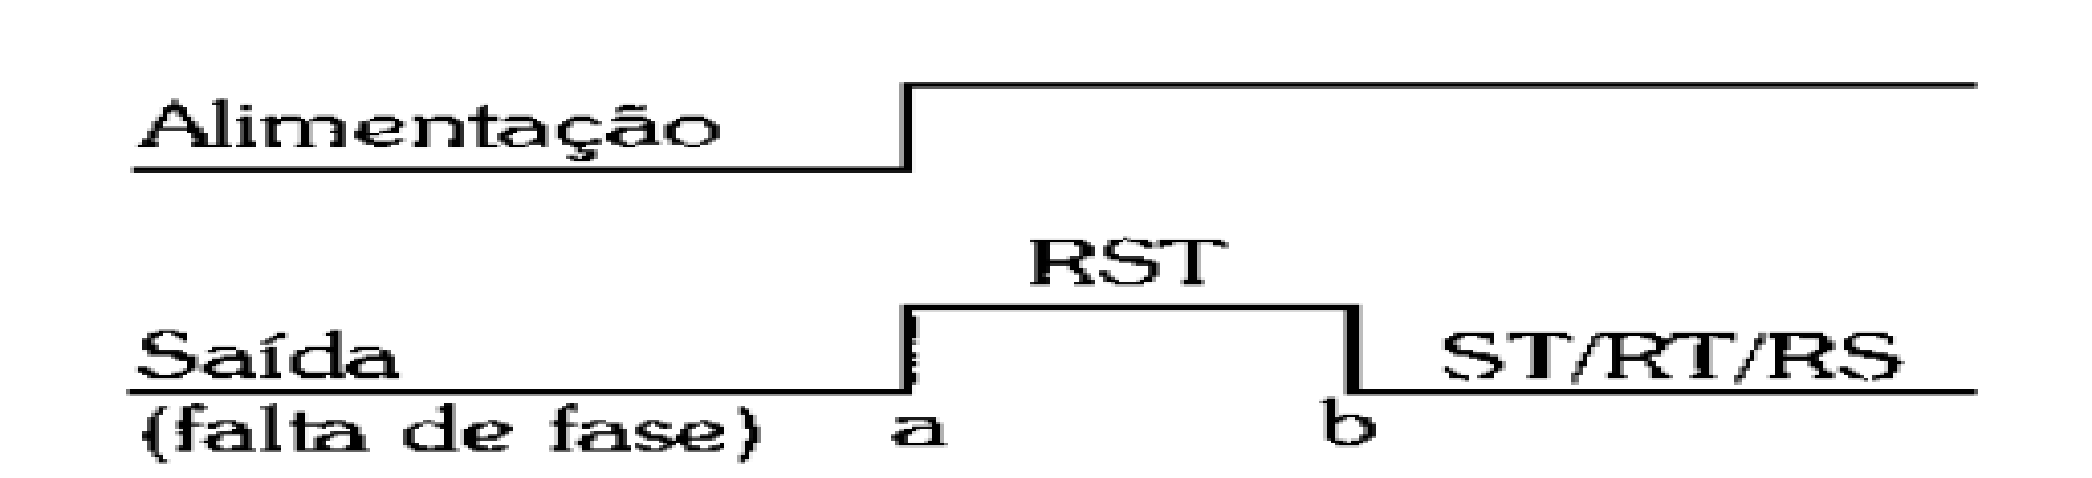 Alimentação
RST
Saída
ST/RT/RS
(falta de fase)
a
b